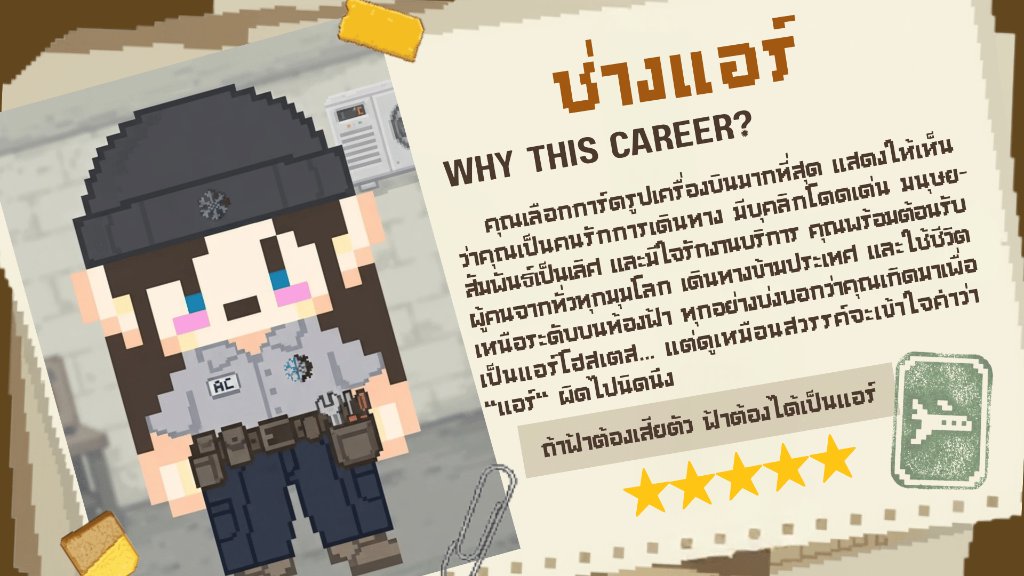 ช่างแอร์
WHY THIS CAREER?
คุณเลือกการ์ดรูปเครื่องบินมากที่สุด แสดงให้เห็น
ว่าคุณเป็นคนรักการเดินทาง มีบุคลิกโดดเด่น มนุษย-
สัมพันธ์เป็นเลิศ และมีใจรักงานบริการ คุณพร้อมต้อนรับ
ผู้คนจากทั่วทุกมุมโลก เดินทางข้ามประเทศ และใช้ชีวิต
เหนือระดับบนท้องฟ้า ทุกอย่างบ่งบอกว่าคุณเกิดมาเพื่อ
เป็นแอร์โฮสเตส... แต่ดูเหมือนสวรรค์จะเข้าใจคำว่า
“แอร์“ ผิดไปนิดนึง
ถ้าฟ้าต้องเสียตัว ฟ้าต้องได้เป็นแอร์
AC